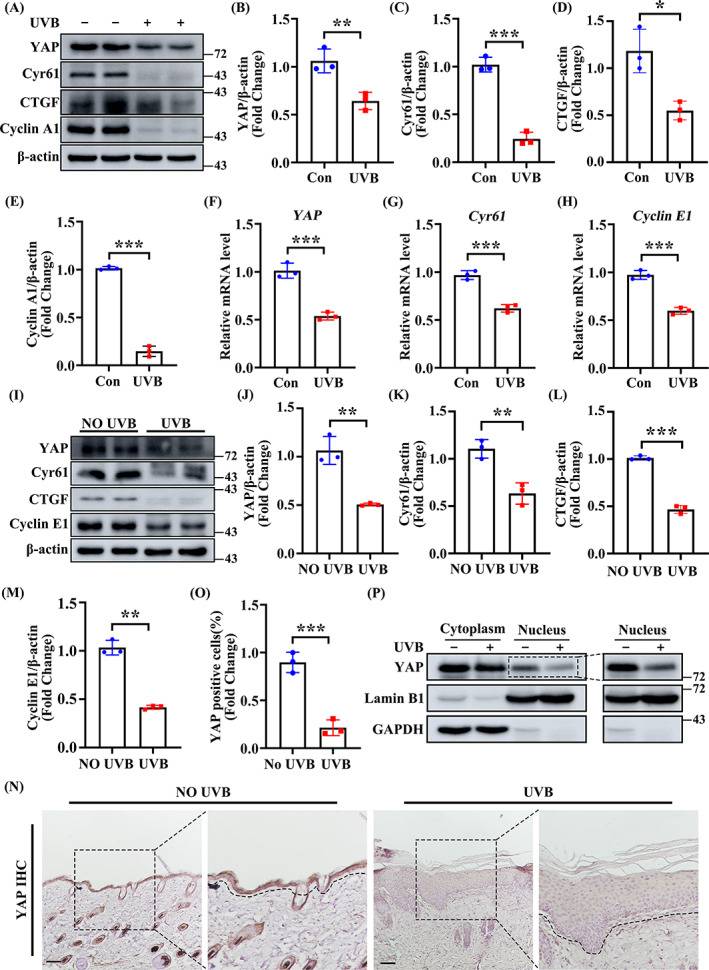 (A)
UVB − − + +
YAP
72
Cyr61
43
CTGF
43
Cyclin A1
β-actin
43
(B)
YAP/β-actin
(Fold Change)
1.5
1.0
0.5
0.0
**
Con UVB
(C)
Cyr61/β-actin
(Fold Change)
1.5
1.0
0.5
0.0
***
Con UVB
(D)
CTGF/β-actin
(Fold Change)
1.5
1.0
0.5
0.0
*
Con UVB
(E)
Cyclin A1/β-actin
(Fold Change)
1.5
1.0
0.5
0.0
***
Con UVB
(F)
YAP
Relative mRNA level
1.5
1.0
0.5
0.0
***
Con UVB
(G)
Cyr61
Relative mRNA level
1.5
1.0
0.5
0.0
***
Con UVB
(H)
Cyclin E1
Relative mRNA level
1.5
1.0
0.5
0.0
***
Con UVB
(I)
NO UVB UVB
YAP
72
Cyr61
43
CTGF
43
Cyclin E1
β-actin
43
(J)
YAP/β-actin
(Fold Change)
1.5
1.0
0.5
0.0
**
NO UVB UVB
(K)
Cyr61/β-actin
(Fold Change)
1.5
1.0
0.5
0.0
**
NO UVB UVB
(L)
CTGF/β-actin
(Fold Change)
1.5
1.0
0.5
0.0
***
NO UVB UVB
(M)
Cyclin E1/β-actin
(Fold Change)
1.5
1.0
0.5
0.0
**
NO UVB UVB
(O)
YAP positive cells(%)
(Fold Change)
1.5
1.0
0.5
0.0
***
No UVB UVB
(P)
Cytoplasm Nucleus Nucleus
UVB − + − + − +
YAP
72
72
Lamin B1
43
GAPDH
(N)
NO UVB UVB
YAP IHC